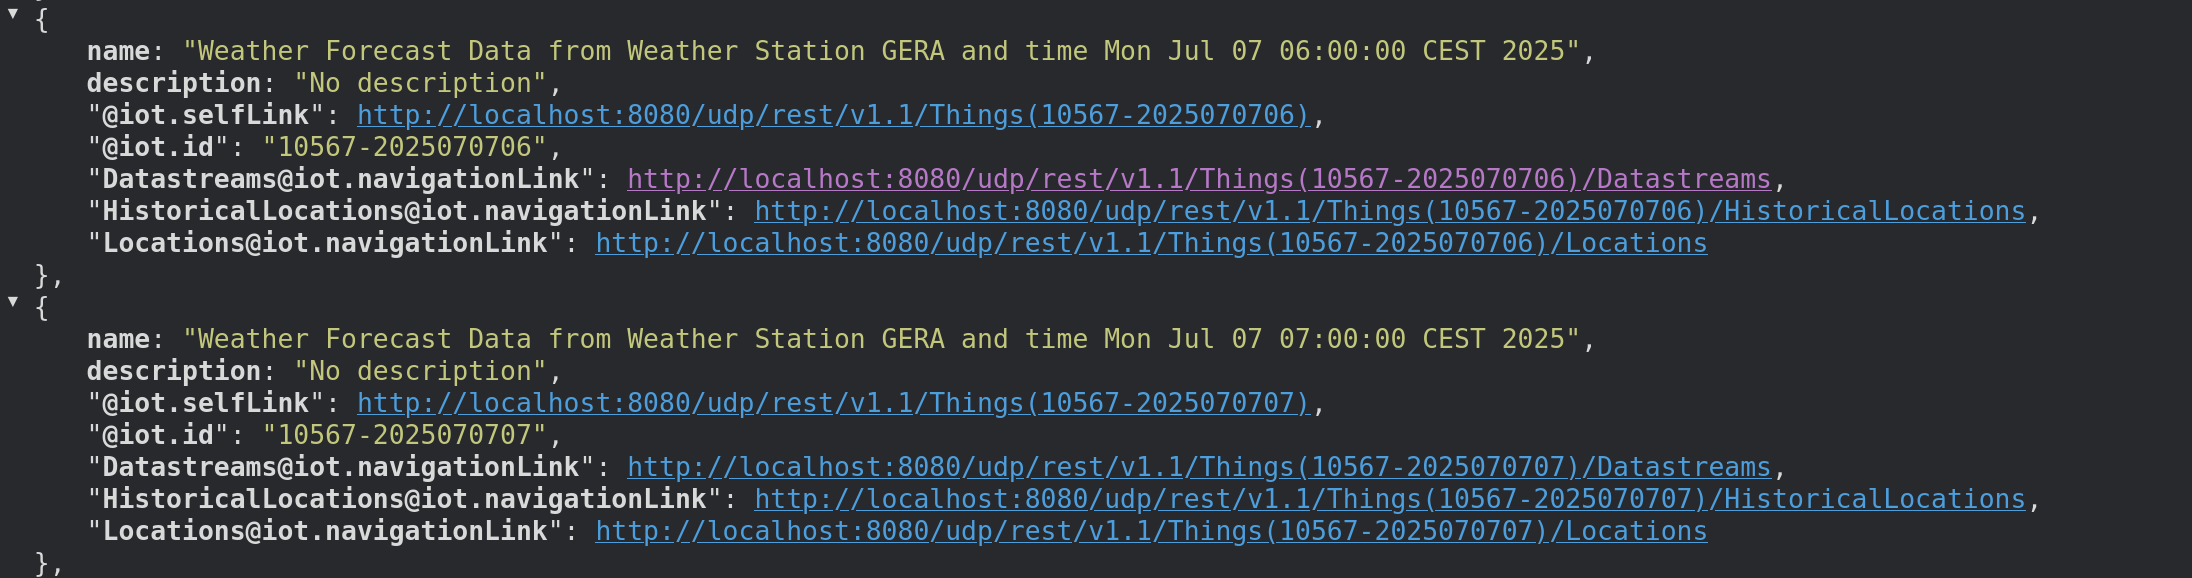 {
name: "Weather Forecast Data from Weather Station GERA and time Mon Jul 07 06:00:00 CEST 2025",
description: "No description",
"@iot.selfLink": http://localhost:8080/udp/rest/v1.1/Things(10567-2025070706),
"@iot.id": "10567-2025070706",
"Datastreams@iot.navigationLink": http://localhost:8080/udp/rest/v1.1/Things(10567-2025070706)/Datastreams,
"HistoricalLocations@iot.navigationLink": http://localhost:8080/udp/rest/v1.1/Things(10567-2025070706)/HistoricalLocations,
"Locations@iot.navigationLink": http://localhost:8080/udp/rest/v1.1/Things(10567-2025070706)/Locations
},
{
name: "Weather Forecast Data from Weather Station GERA and time Mon Jul 07 07:00:00 CEST 2025",
description: "No description",
"@iot.selfLink": http://localhost:8080/udp/rest/v1.1/Things(10567-2025070707),
"@iot.id": "10567-2025070707",
"Datastreams@iot.navigationLink": http://localhost:8080/udp/rest/v1.1/Things(10567-2025070707)/Datastreams,
"HistoricalLocations@iot.navigationLink": http://localhost:8080/udp/rest/v1.1/Things(10567-2025070707)/HistoricalLocations,
"Locations@iot.navigationLink": http://localhost:8080/udp/rest/v1.1/Things(10567-2025070707)/Locations
},